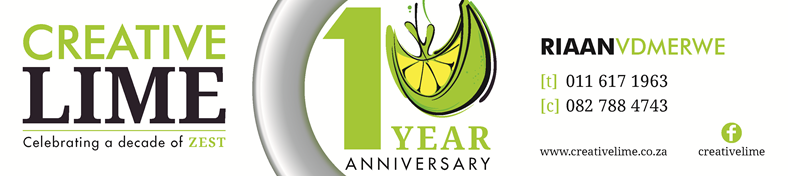 CREATIVE
LIME
Celebrating a decade of ZEST
10
YEAR
ANNIVERSARY
RIAANVDMERWE
[t] 011 617 1963
[c] 082 788 4743
f
www.creativelime.co.za
creativelime